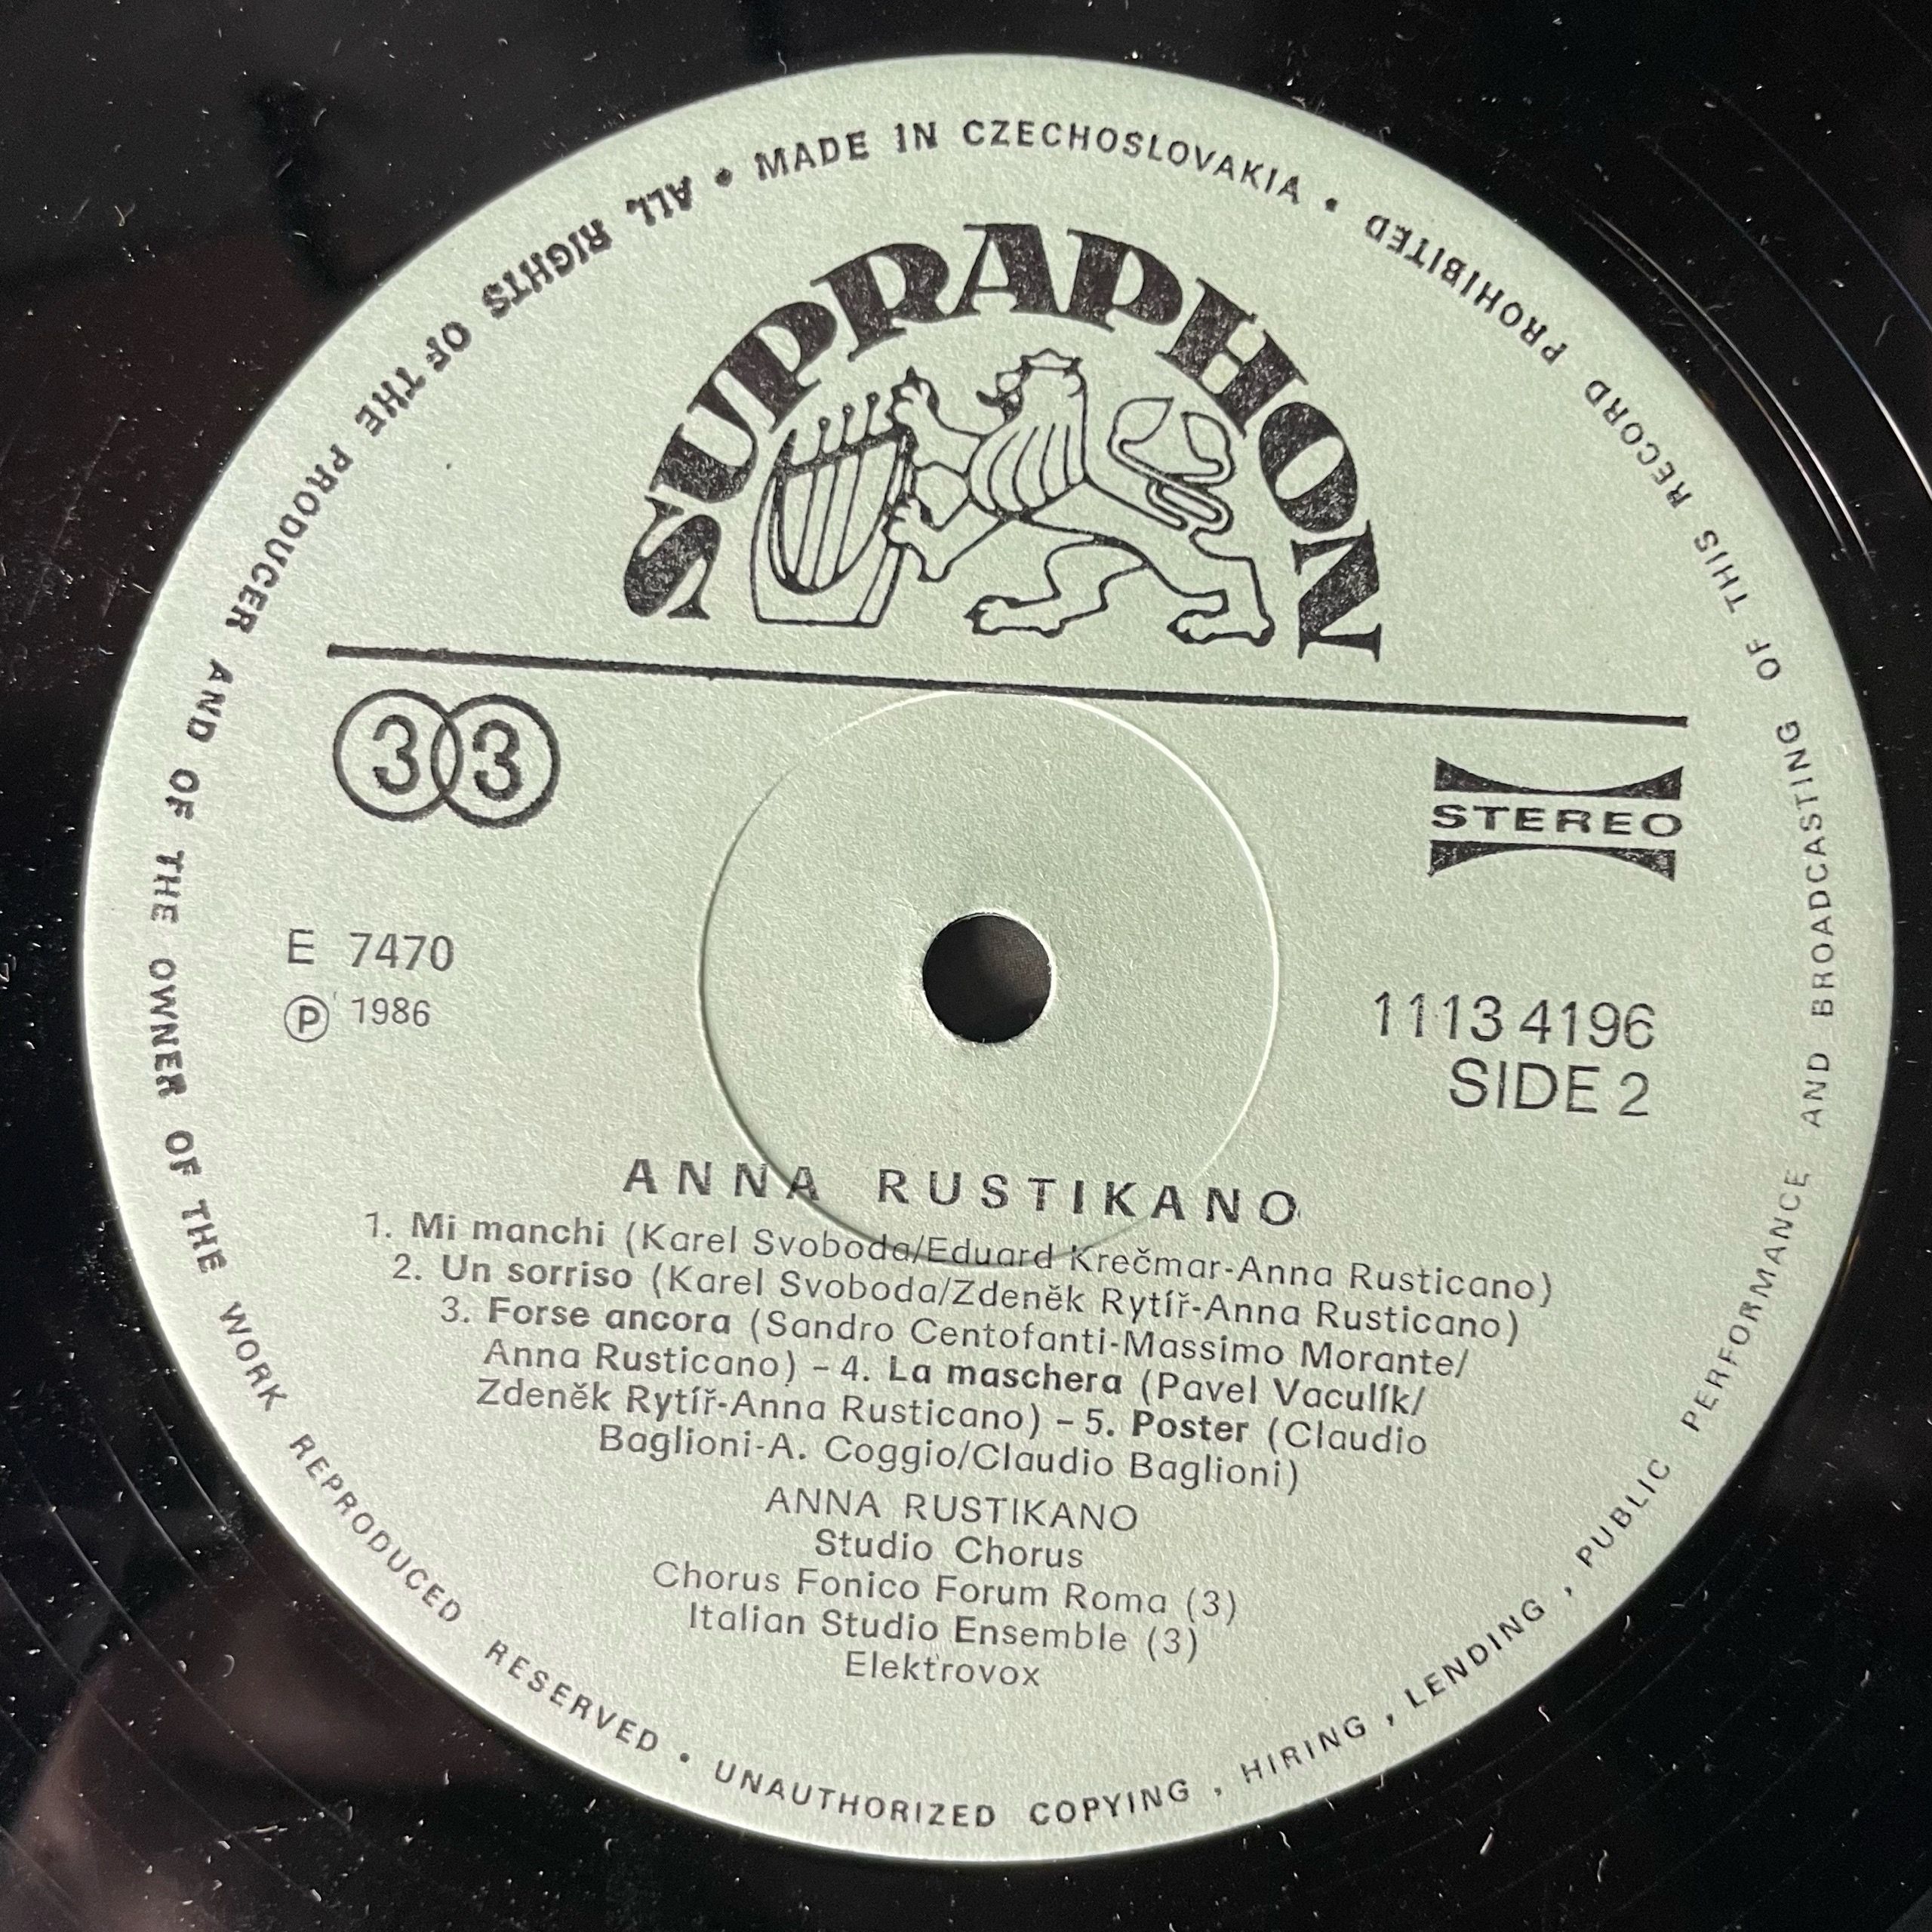 MADE IN CZECHOSLOVAKIA • PROHIBITED
ALL RIGHTS OF THE PRODUCER AND OF THE OWNER OF THE WORK REPRODUCED RESERVED • UNAUTHORIZED COPYING , HIRING , LENDING , PUBLIC PERFORMANCE AND BROADCASTING OF THIS RECORD
SUPRAPHON
33
STEREO
E 7470
Ⓟ 1986
1113 4196
SIDE 2
ANNA RUSTIKANO
1. Mi manchi (Karel Svoboda/Eduard Krečmar-Anna Rusticano)
2. Un sorriso (Karel Svoboda/Zdeněk Rytíř-Anna Rusticano)
3. Forse ancora (Sandro Centofanti-Massimo Morante/
Anna Rusticano) – 4. La maschera (Pavel Vaculík/
Zdeněk Rytíř-Anna Rusticano) – 5. Poster (Claudio
Baglioni-A. Coggio/Claudio Baglioni)
ANNA RUSTIKANO
Studio Chorus
Chorus Fonico Forum Roma (3)
Italian Studio Ensemble (3)
Elektrovox